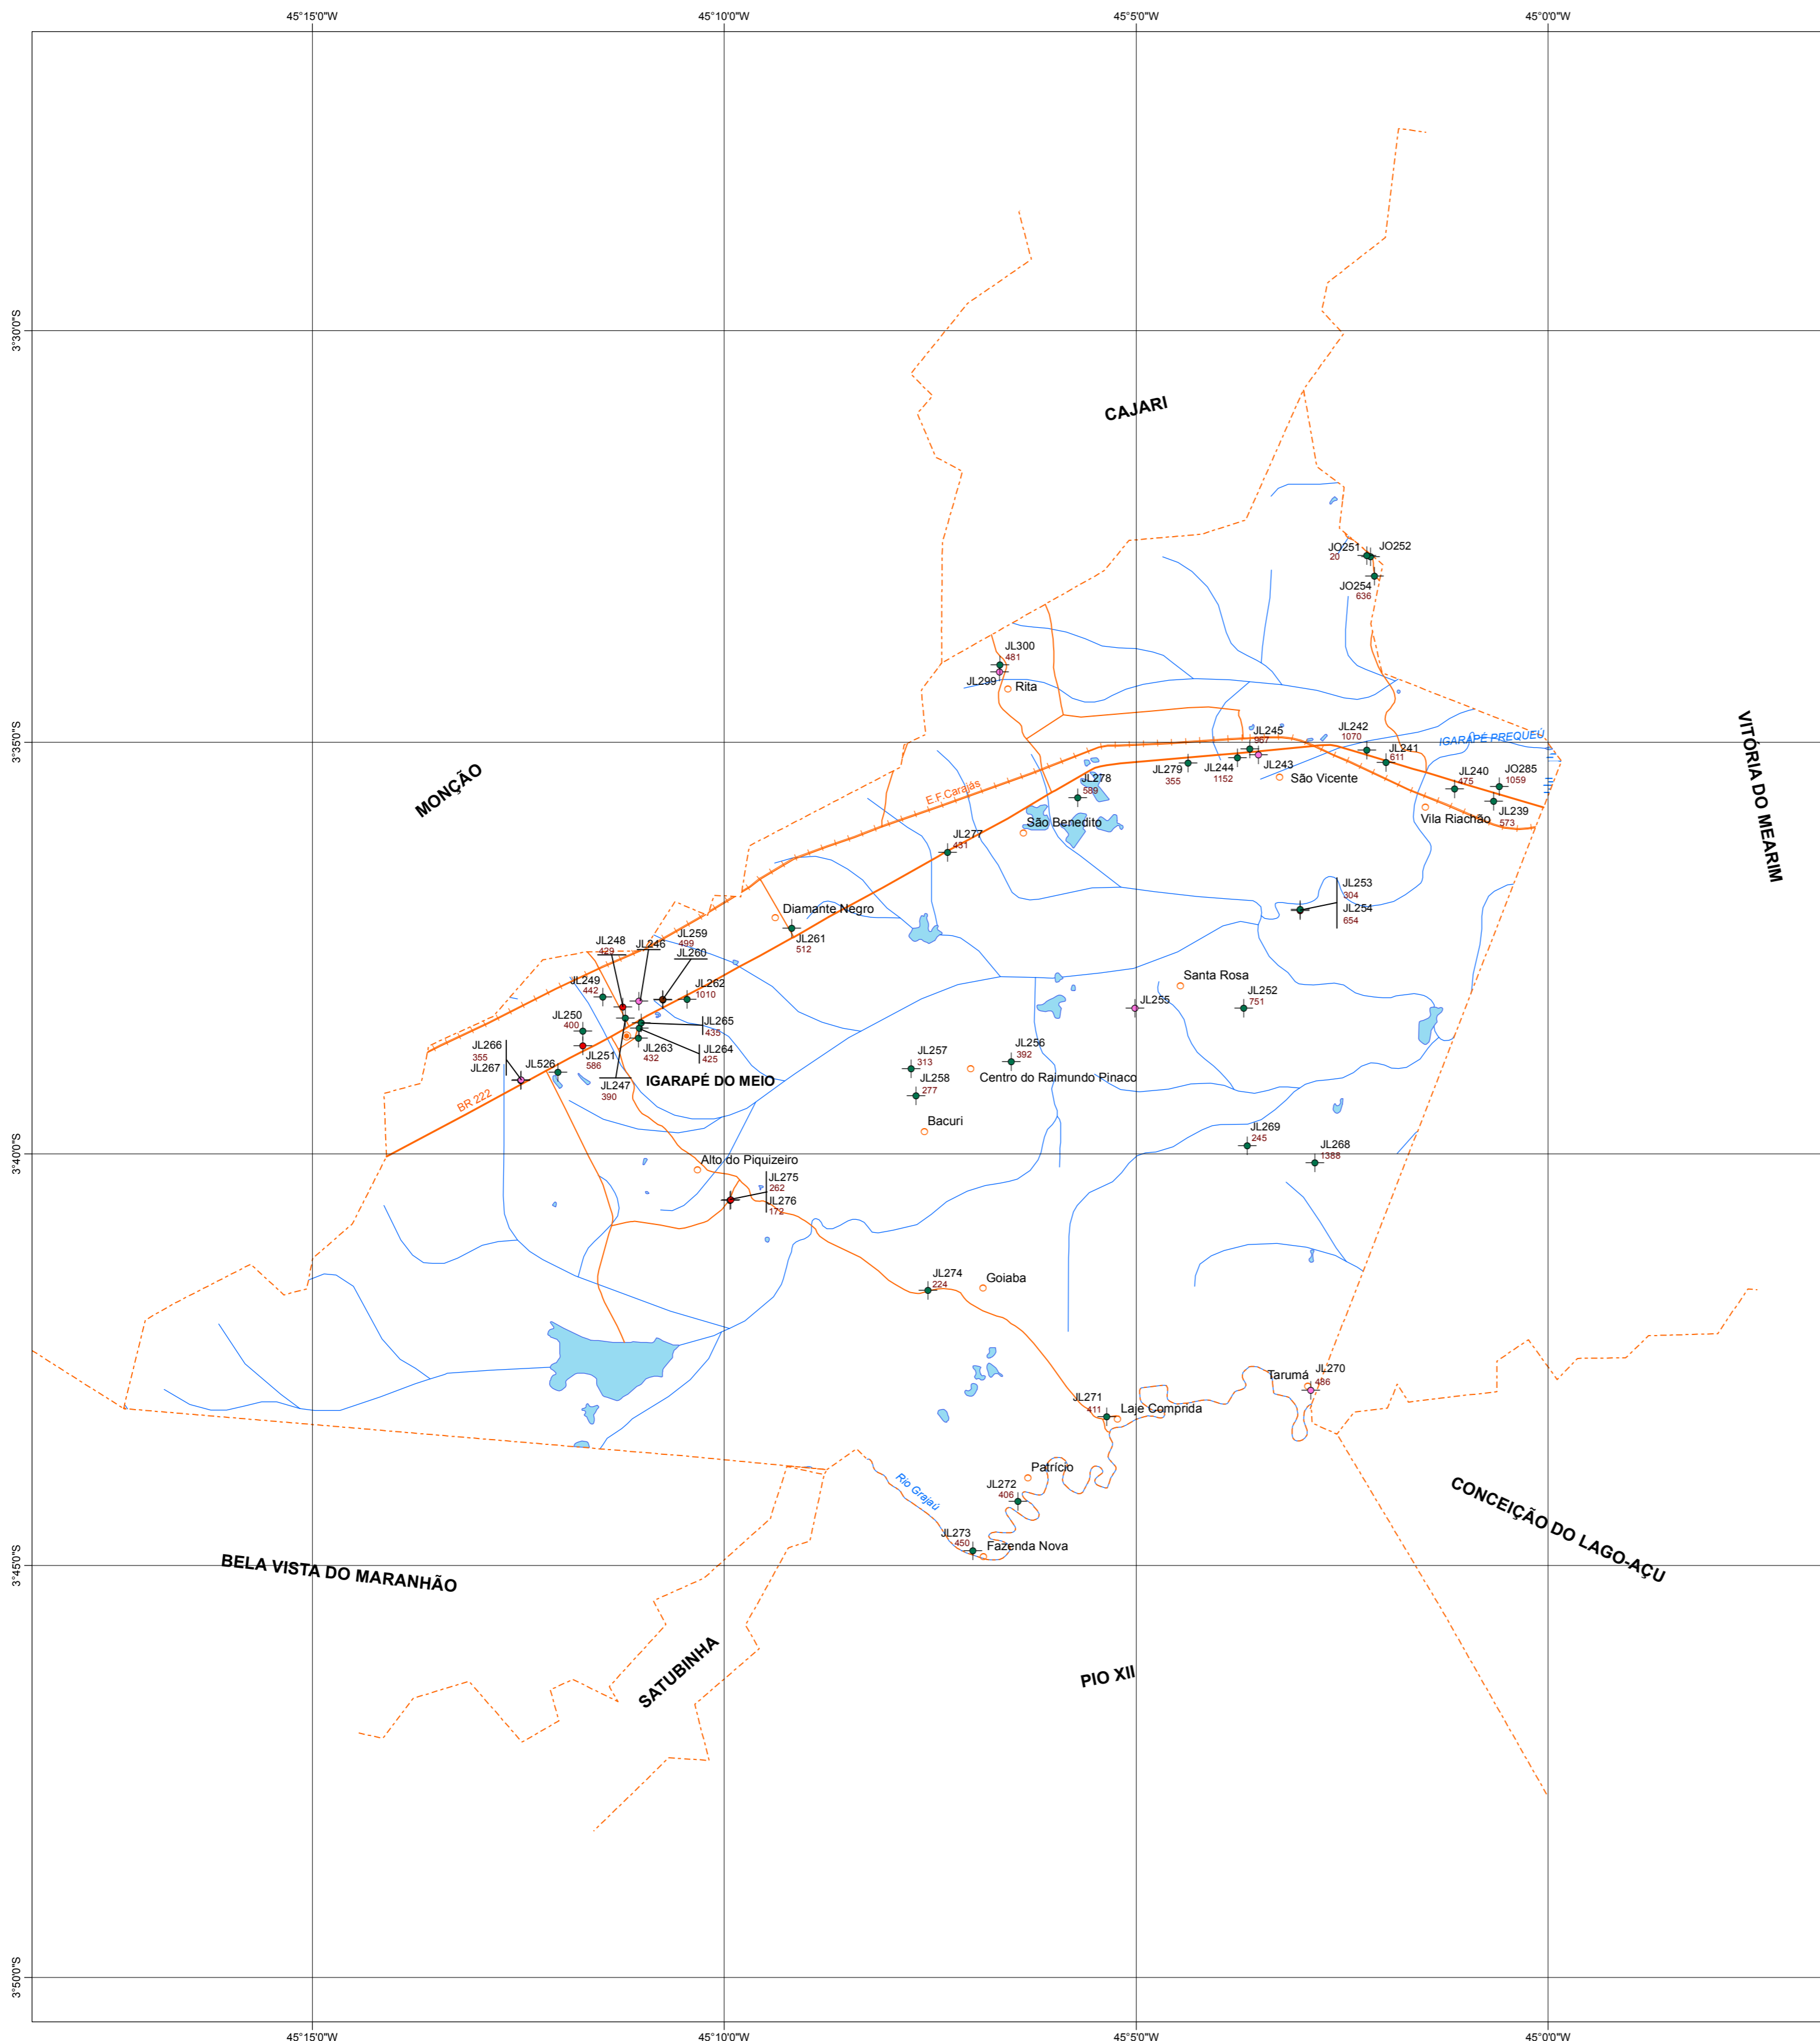 45°15'0"W
45°10'0"W
45°5'0"W
45°0'0"W
3°30'0"S
CAJARI
JO251
20
JO252
JO254
636
JL300
481
JL299
Rita
VITÓRIA DO MEARIM
3°35'0"S
MONÇÃO
JL245
967
JL242
1070
IGARAPÉ PREQUEÚ
JL241
611
JL279
355
JL244
1152
JL243
São Vicente
JL240
475
JO285
1059
E.F.Carajás
JL278
589
Vila Riachão
JL239
573
São Benedito
JL277
431
JL253
304
JL254
654
Diamante Negro
JL261
512
JL248
429
JL246
JL259
499
JL260
JL249
442
JL262
1010
Santa Rosa
JL255
JL252
751
JL250
400
JL265
435
JL266
355
JL267
JL526
JL251
586
JL263
432
JL264
425
JL247
390
IGARAPÉ DO MEIO
JL257
313
JL256
392
Centro do Raimundo Pinaco
JL258
277
BR 222
Bacuri
JL269
245
JL268
1388
3°40'0"S
Alto do Piquizeiro
JL275
262
JL276
172
JL274
224
Goiaba
Tarumá
JL270
486
JL271
411
Laje Comprida
Patrício
Rio Grajaú
JL272
406
CONCEIÇÃO DO LAGO-AÇU
JL273
450
Fazenda Nova
3°45'0"S
BELA VISTA DO MARANHÃO
SATUBINHA
PIO XII
3°50'0"S
45°15'0"W
45°10'0"W
45°5'0"W
45°0'0"W